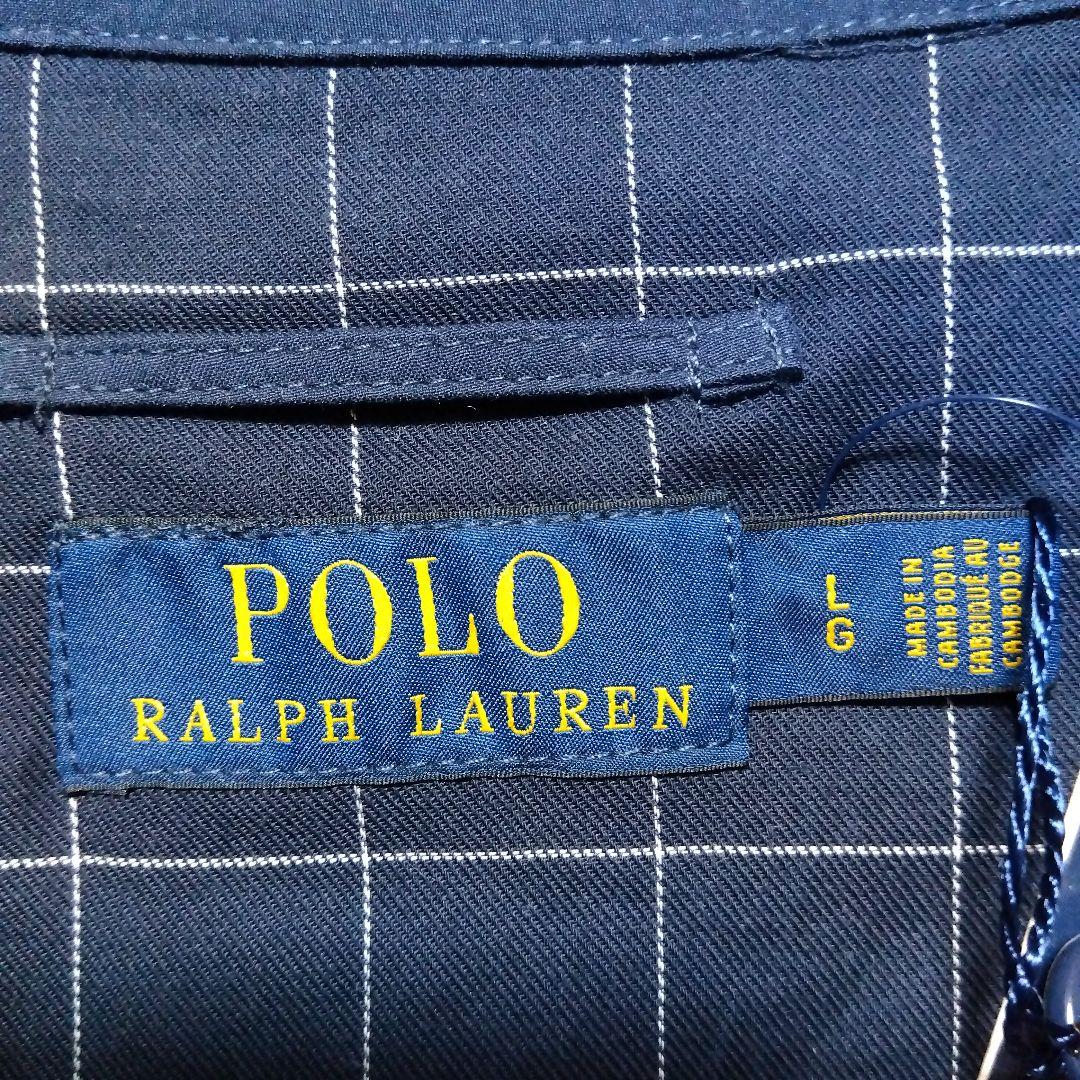 POLO
RALPH LAUREN
L
G
MADE IN
CAMBODIA
FABRIQUÉ AU
CAMBODGE